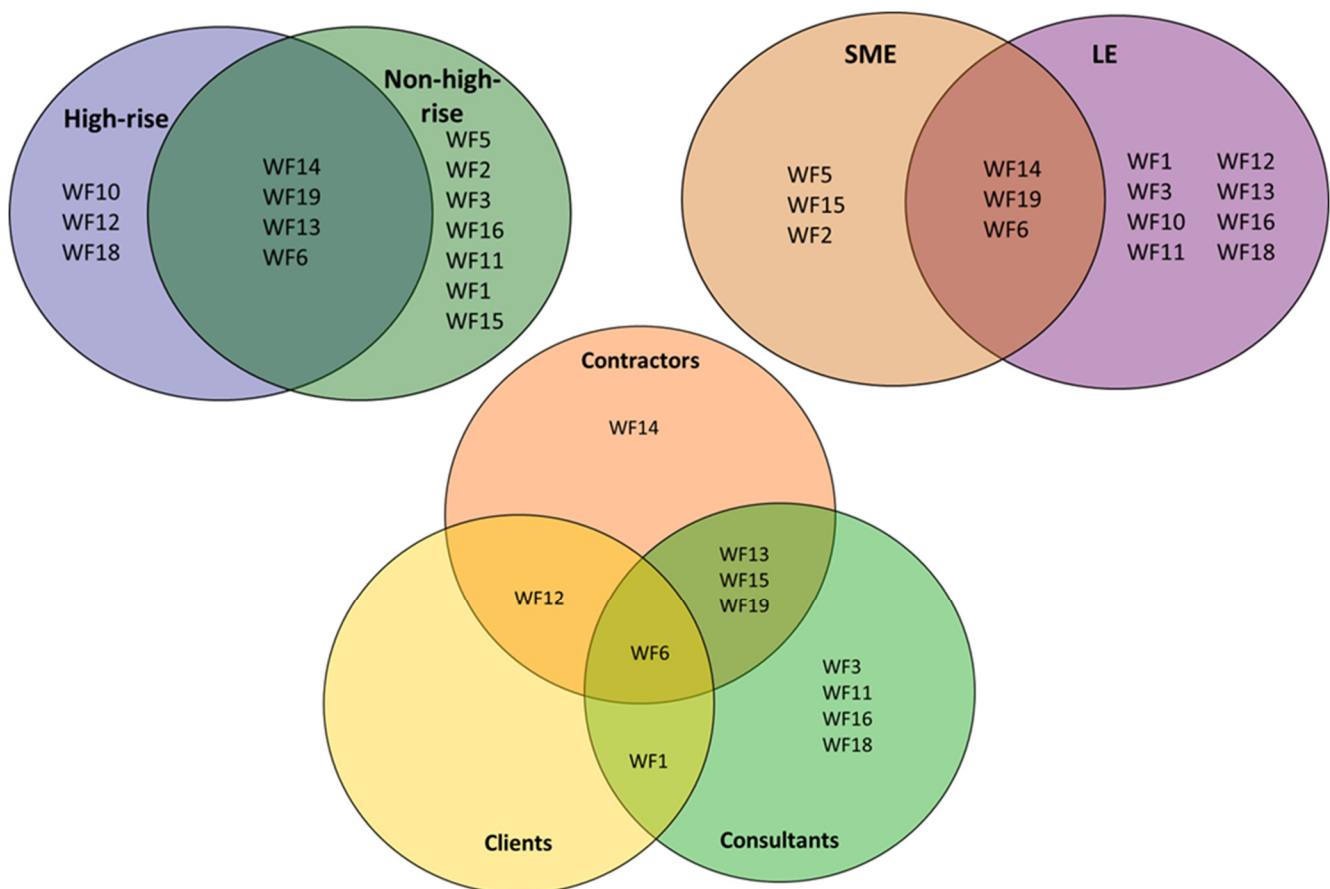 High-rise
WF10
WF12
WF18
WF14
WF19
WF13
WF6
Non-high-
rise
WF5
WF2
WF3
WF16
WF11
WF1
WF15
SME
WF5
WF15
WF2
WF14
WF19
WF6
LE
WF1 WF12
WF3 WF13
WF10 WF16
WF11 WF18
Contractors
WF14
WF13
WF15
WF19
WF12
WF6
WF3
WF11
WF16
WF18
WF1
Clients
Consultants